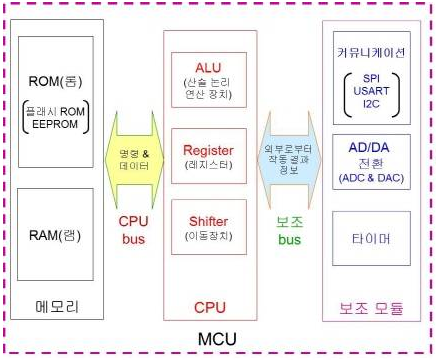 ROM(롬)
플래시 ROM
EEPROM
RAM(램)
메모리
명령 &
데이터
CPU
bus
ALU
(산술 논리
연산 장치)
Register
(레지스터)
Shifter
(이동장치)
CPU
외부로부터
작동 결과
정보
보조
bus
커뮤니케이션
SPI
USART
I2C
AD/DA
전환
(ADC & DAC)
타이머
보조 모듈
MCU